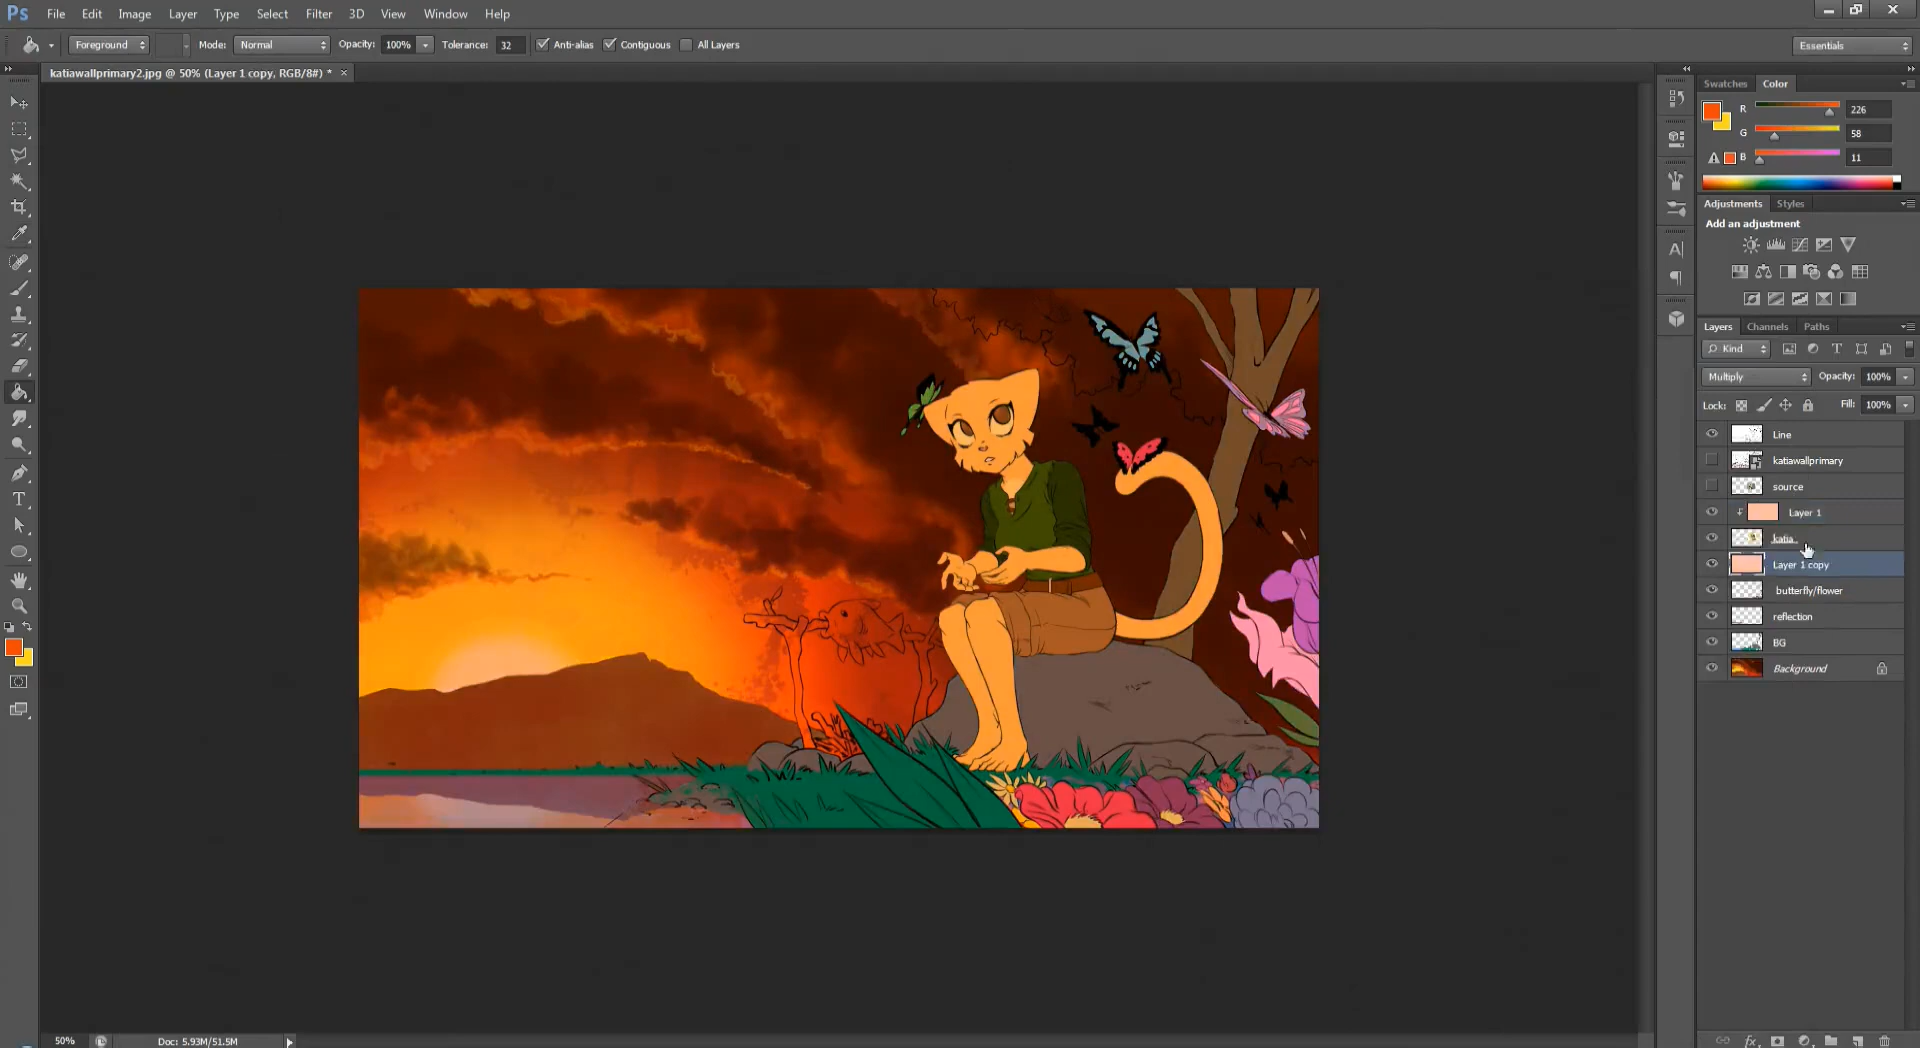 Ps File Edit Image Layer Type Select Filter 3D View Window Help
Foreground Mode: Normal Opacity: 100% Tolerance: 32 Anti-alias Contiguous All Layers Essentials
katiawallprimary2.jpg @ 50% (Layer 1 copy, RGB/8#) *
Swatches Color
R 226
G 58
B 11
Adjustments Styles
Add an adjustment
Layers Channels Paths
Kind
Multiply Opacity: 100%
Lock: Fill: 100%
Line
katiawallprimary
source
Layer 1
katia
Layer 1 copy
butterfly/flower
reflection
BG
Background
50% Doc: 5.93M/51.5M